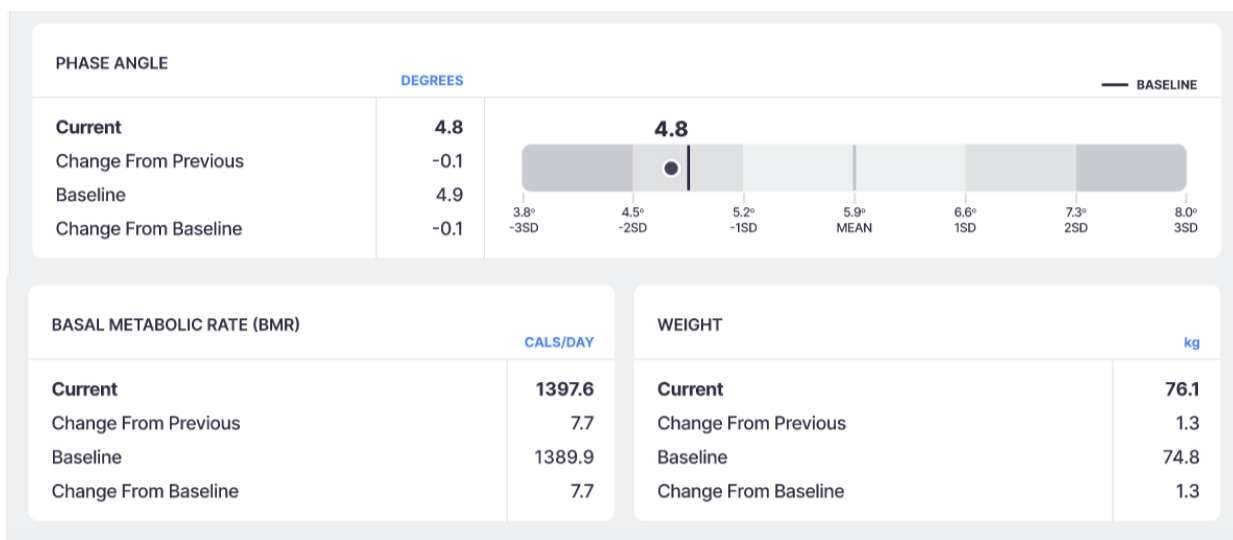 PHASE ANGLE
DEGREES
BASELINE
Current 4.8
Change From Previous -0.1
Baseline 4.9
Change From Baseline -0.1
4.8
3.8° 4.5° 5.2° 5.9° 6.6° 7.3° 8.0°
-3SD -2SD -1SD MEAN 1SD 2SD 3SD
BASAL METABOLIC RATE (BMR)
CALS/DAY
Current 1397.6
Change From Previous 7.7
Baseline 1389.9
Change From Baseline 7.7
WEIGHT
kg
Current 76.1
Change From Previous 1.3
Baseline 74.8
Change From Baseline 1.3